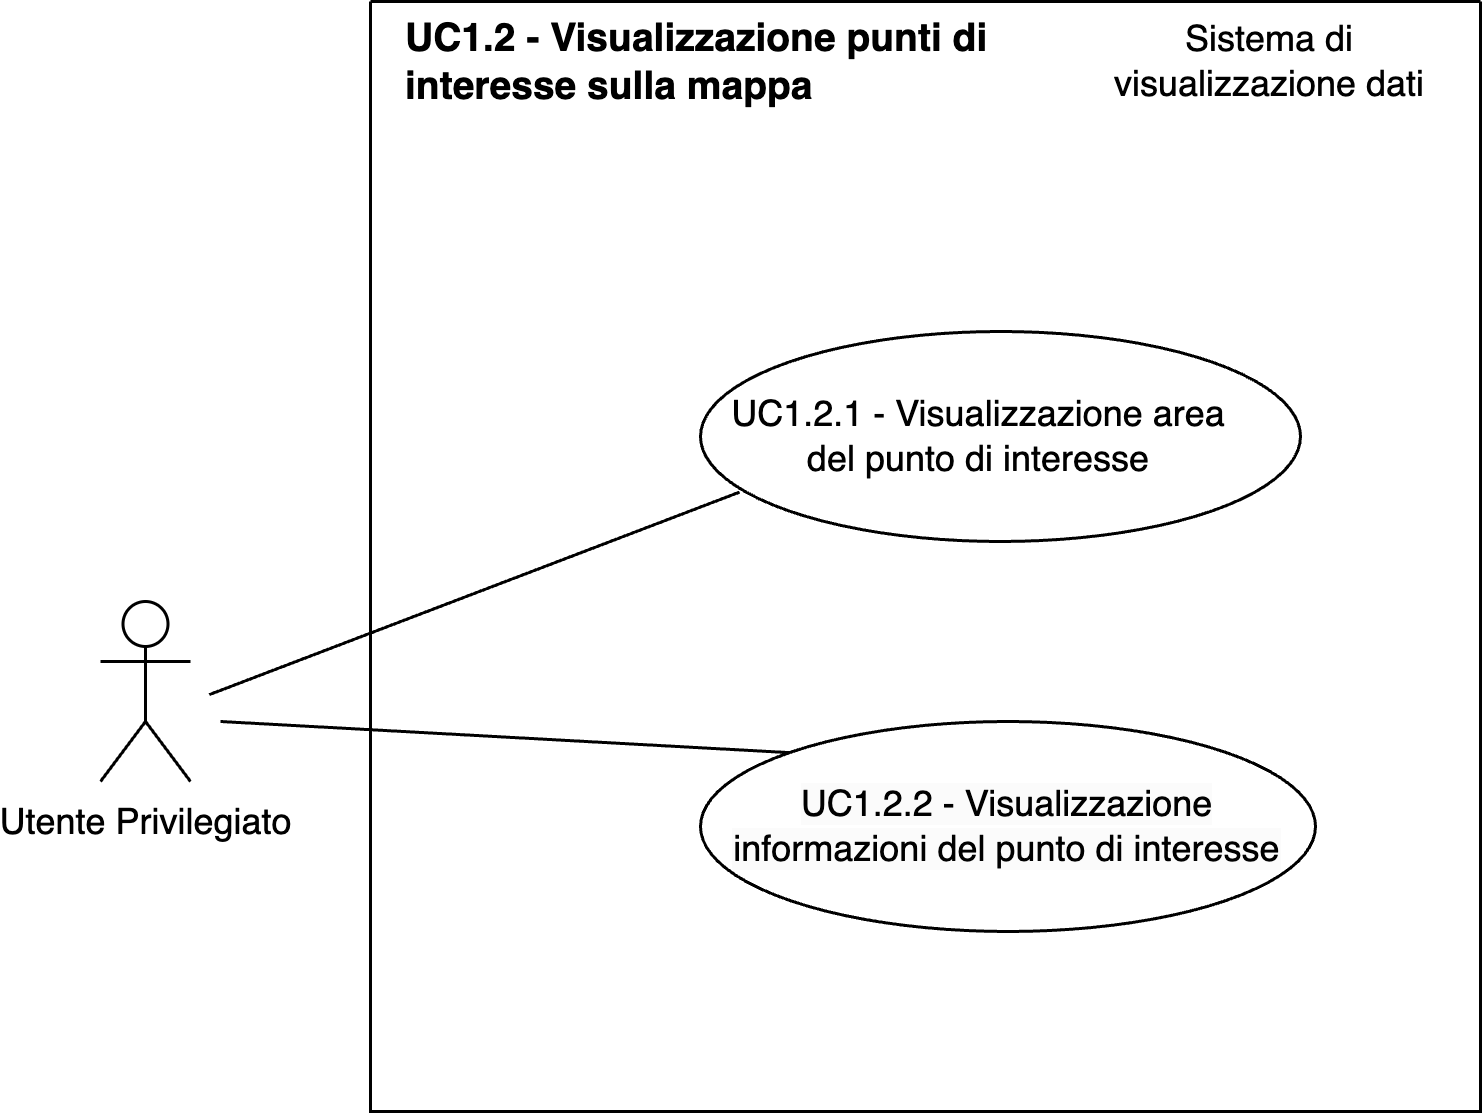 UC1.2 - Visualizzazione punti di
interesse sulla mappa
Sistema di
visualizzazione dati
UC1.2.1 - Visualizzazione area
del punto di interesse
UC1.2.2 - Visualizzazione
informazioni del punto di interesse
Utente Privilegiato